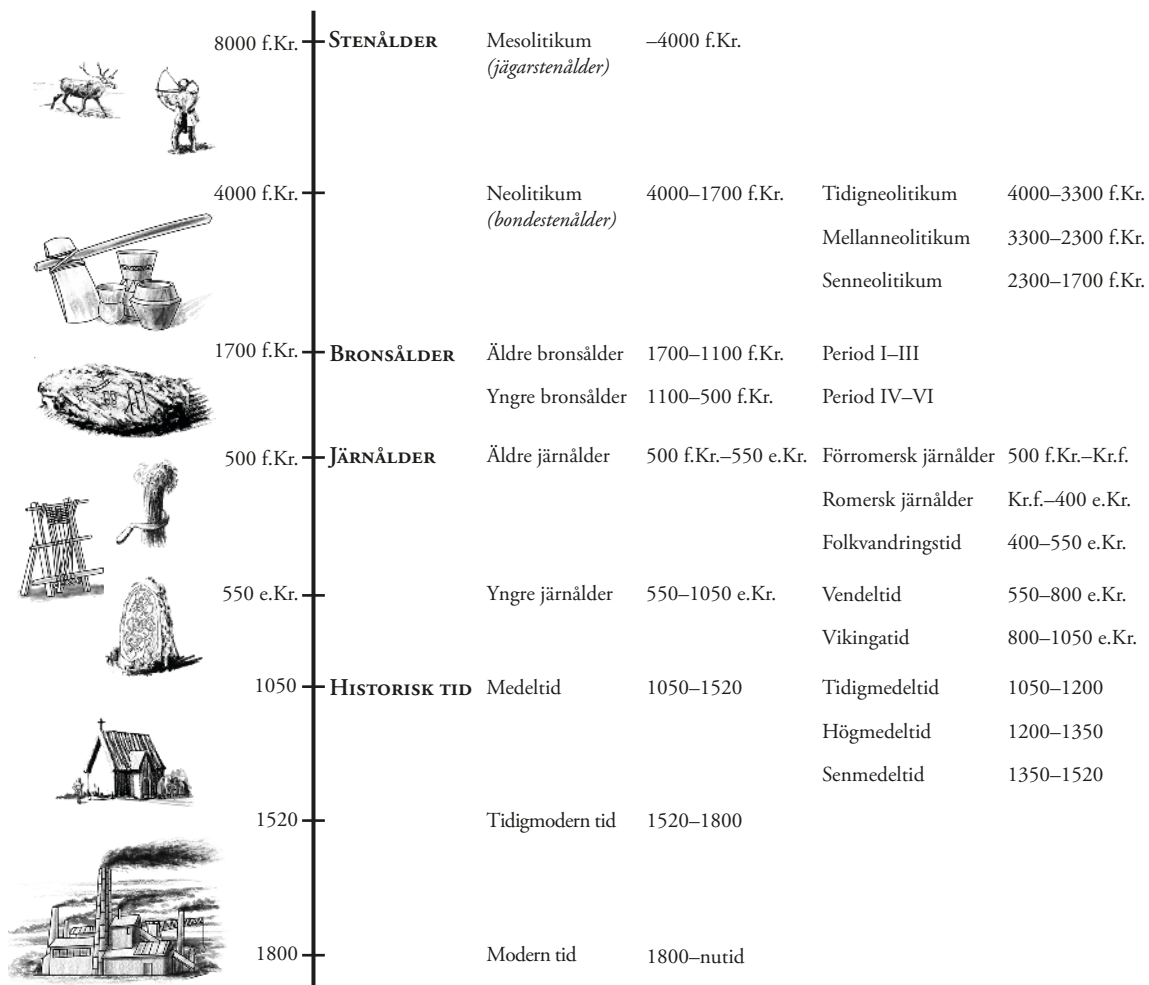 8000 f.Kr. STENÅLDER Mesolitikum –4000 f.Kr.
(jägarstenålder)
4000 f.Kr. Neolitikum 4000–1700 f.Kr. Tidigneolitikum 4000–3300 f.Kr.
(bondestenålder)
Mellanneolitikum 3300–2300 f.Kr.
Senneolitikum 2300–1700 f.Kr.
1700 f.Kr. BRONSÅLDER Äldre bronsålder 1700–1100 f.Kr. Period I–III
Yngre bronsålder 1100–500 f.Kr. Period IV–VI
500 f.Kr. JÄRNÅLDER Äldre järnålder 500 f.Kr.–550 e.Kr. Förromersk järnålder 500 f.Kr.–Kr.f.
Romersk järnålder Kr.f.–400 e.Kr.
Folkvandringstid 400–550 e.Kr.
550 e.Kr. Yngre järnålder 550–1050 e.Kr. Vendeltid 550–800 e.Kr.
Vikingatid 800–1050 e.Kr.
1050 HISTORISK TID Medeltid 1050–1520 Tidigmedeltid 1050–1200
Högmedeltid 1200–1350
Senmedeltid 1350–1520
1520 Tidigmodern tid 1520–1800
1800 Modern tid 1800–nutid